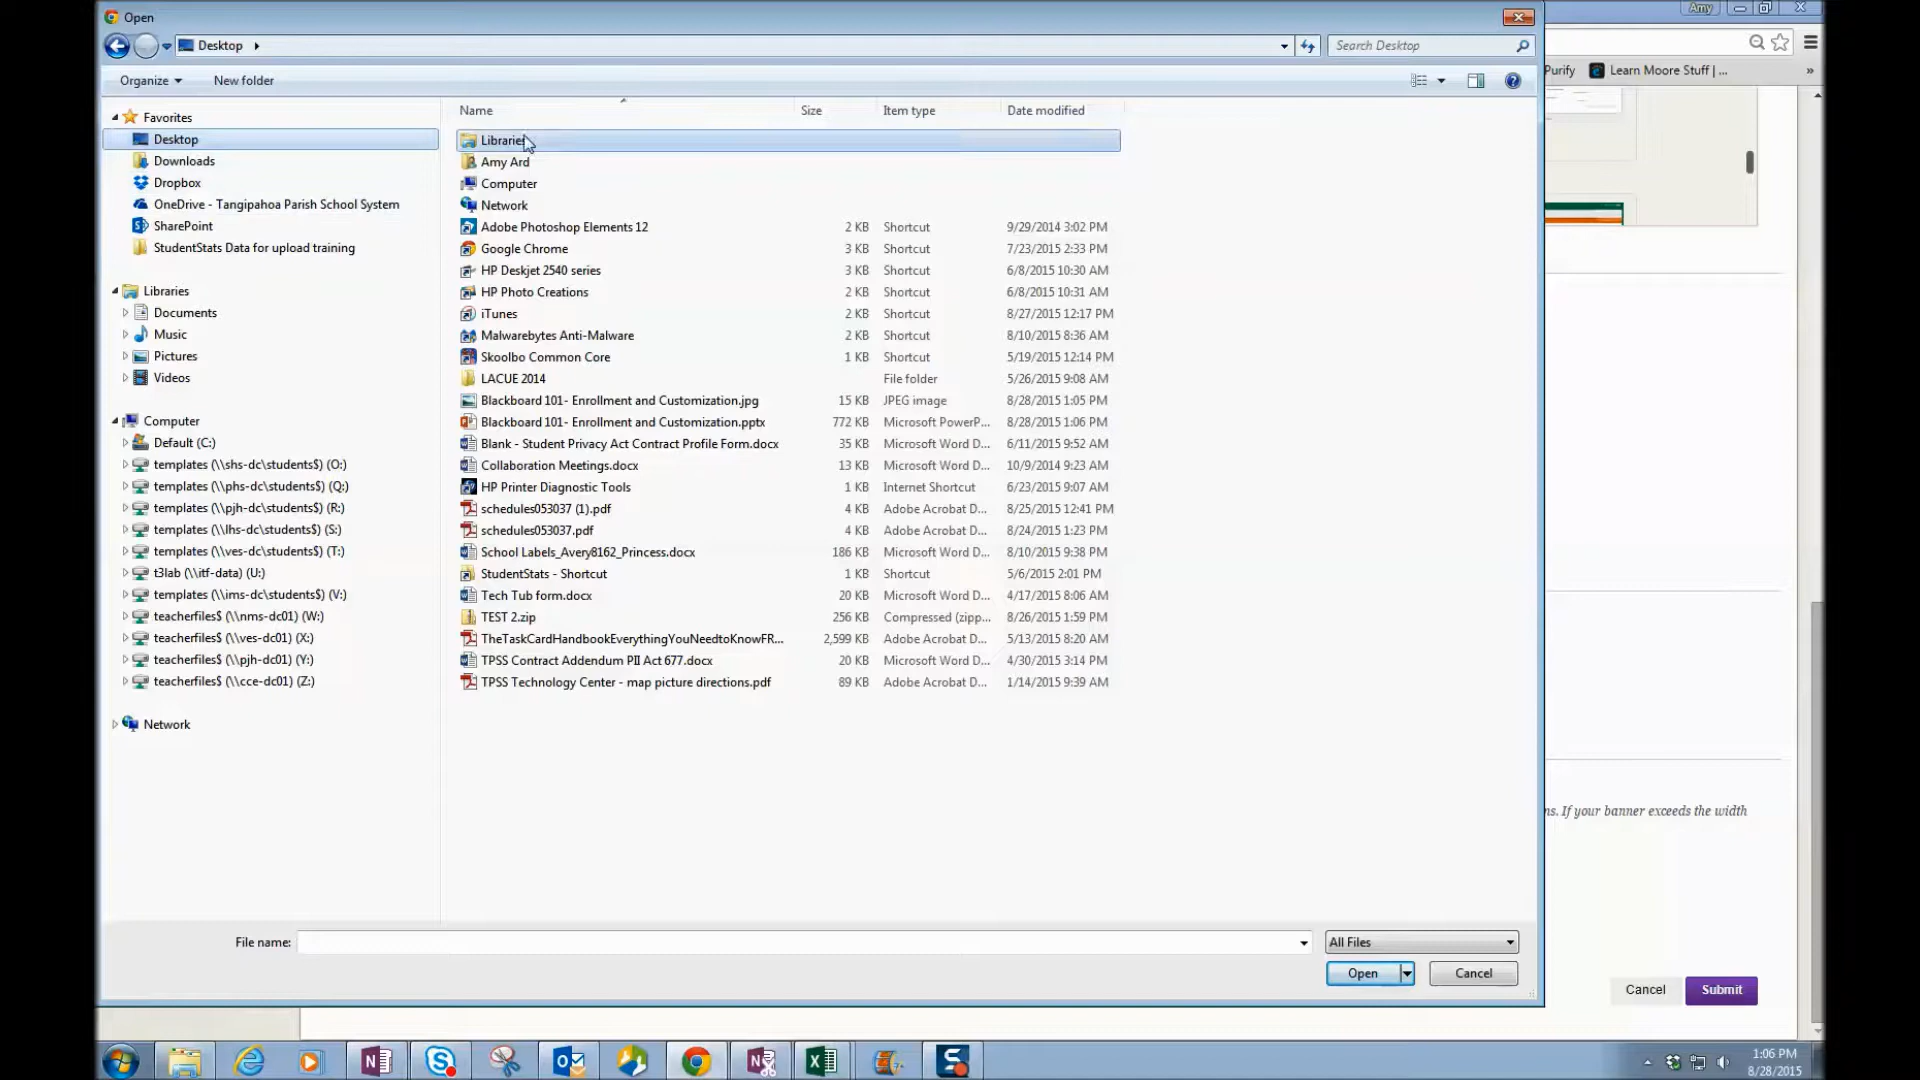 Open
Amy
Desktop
Search Desktop
Organize
New folder
Purify
Learn Moore Stuff | ...
»
Name
Size
Item type
Date modified
Favorites
Desktop
Downloads
Dropbox
OneDrive - Tangipahoa Parish School System
SharePoint
StudentStats Data for upload training
Libraries
Documents
Music
Pictures
Videos
Computer
Default (C:)
templates (\\shs-dc\students$) (O:)
templates (\\phs-dc\students$) (Q:)
templates (\\pjh-dc\students$) (R:)
templates (\\lhs-dc\students$) (S:)
templates (\\ves-dc\students$) (T:)
t3lab (\\itf-data) (U:)
templates (\\ims-dc\students$) (V:)
teacherfiles$ (\\nms-dc01) (W:)
teacherfiles$ (\\ves-dc01) (X:)
teacherfiles$ (\\pjh-dc01) (Y:)
teacherfiles$ (\\cce-dc01) (Z:)
Network
Libraries
Amy Ard
Computer
Network
Adobe Photoshop Elements 12 2 KB Shortcut 9/29/2014 3:02 PM
Google Chrome 3 KB Shortcut 7/23/2015 2:33 PM
HP Deskjet 2540 series 3 KB Shortcut 6/8/2015 10:30 AM
HP Photo Creations 2 KB Shortcut 6/8/2015 10:31 AM
iTunes 2 KB Shortcut 8/27/2015 12:17 PM
Malwarebytes Anti-Malware 2 KB Shortcut 8/10/2015 8:36 AM
Skoolbo Common Core 1 KB Shortcut 5/19/2015 12:14 PM
LACUE 2014 File folder 5/26/2015 9:08 AM
Blackboard 101- Enrollment and Customization.jpg 15 KB JPEG image 8/28/2015 1:05 PM
Blackboard 101- Enrollment and Customization.pptx 772 KB Microsoft PowerP... 8/28/2015 1:06 PM
Blank - Student Privacy Act Contract Profile Form.docx 35 KB Microsoft Word D... 6/11/2015 9:52 AM
Collaboration Meetings.docx 13 KB Microsoft Word D... 10/9/2014 9:23 AM
HP Printer Diagnostic Tools 1 KB Internet Shortcut 6/23/2015 9:07 AM
schedules053037 (1).pdf 4 KB Adobe Acrobat D... 8/25/2015 12:41 PM
schedules053037.pdf 4 KB Adobe Acrobat D... 8/24/2015 1:23 PM
School Labels_Avery8162_Princess.docx 186 KB Microsoft Word D... 8/10/2015 9:38 PM
StudentStats - Shortcut 1 KB Shortcut 5/6/2015 2:01 PM
Tech Tub form.docx 20 KB Microsoft Word D... 4/17/2015 8:06 AM
TEST 2.zip 256 KB Compressed (zipp... 8/26/2015 1:59 PM
TheTaskCardHandbookEverythingYouNeedtoKnowFR... 2,599 KB Adobe Acrobat D... 5/13/2015 8:20 AM
TPSS Contract Addendum PII Act 677.docx 20 KB Microsoft Word D... 4/30/2015 3:14 PM
TPSS Technology Center - map picture directions.pdf 89 KB Adobe Acrobat D... 1/14/2015 9:39 AM
ns. If your banner exceeds the width
File name:
All Files
Open
Cancel
Cancel
Submit
1:06 PM
8/28/2015